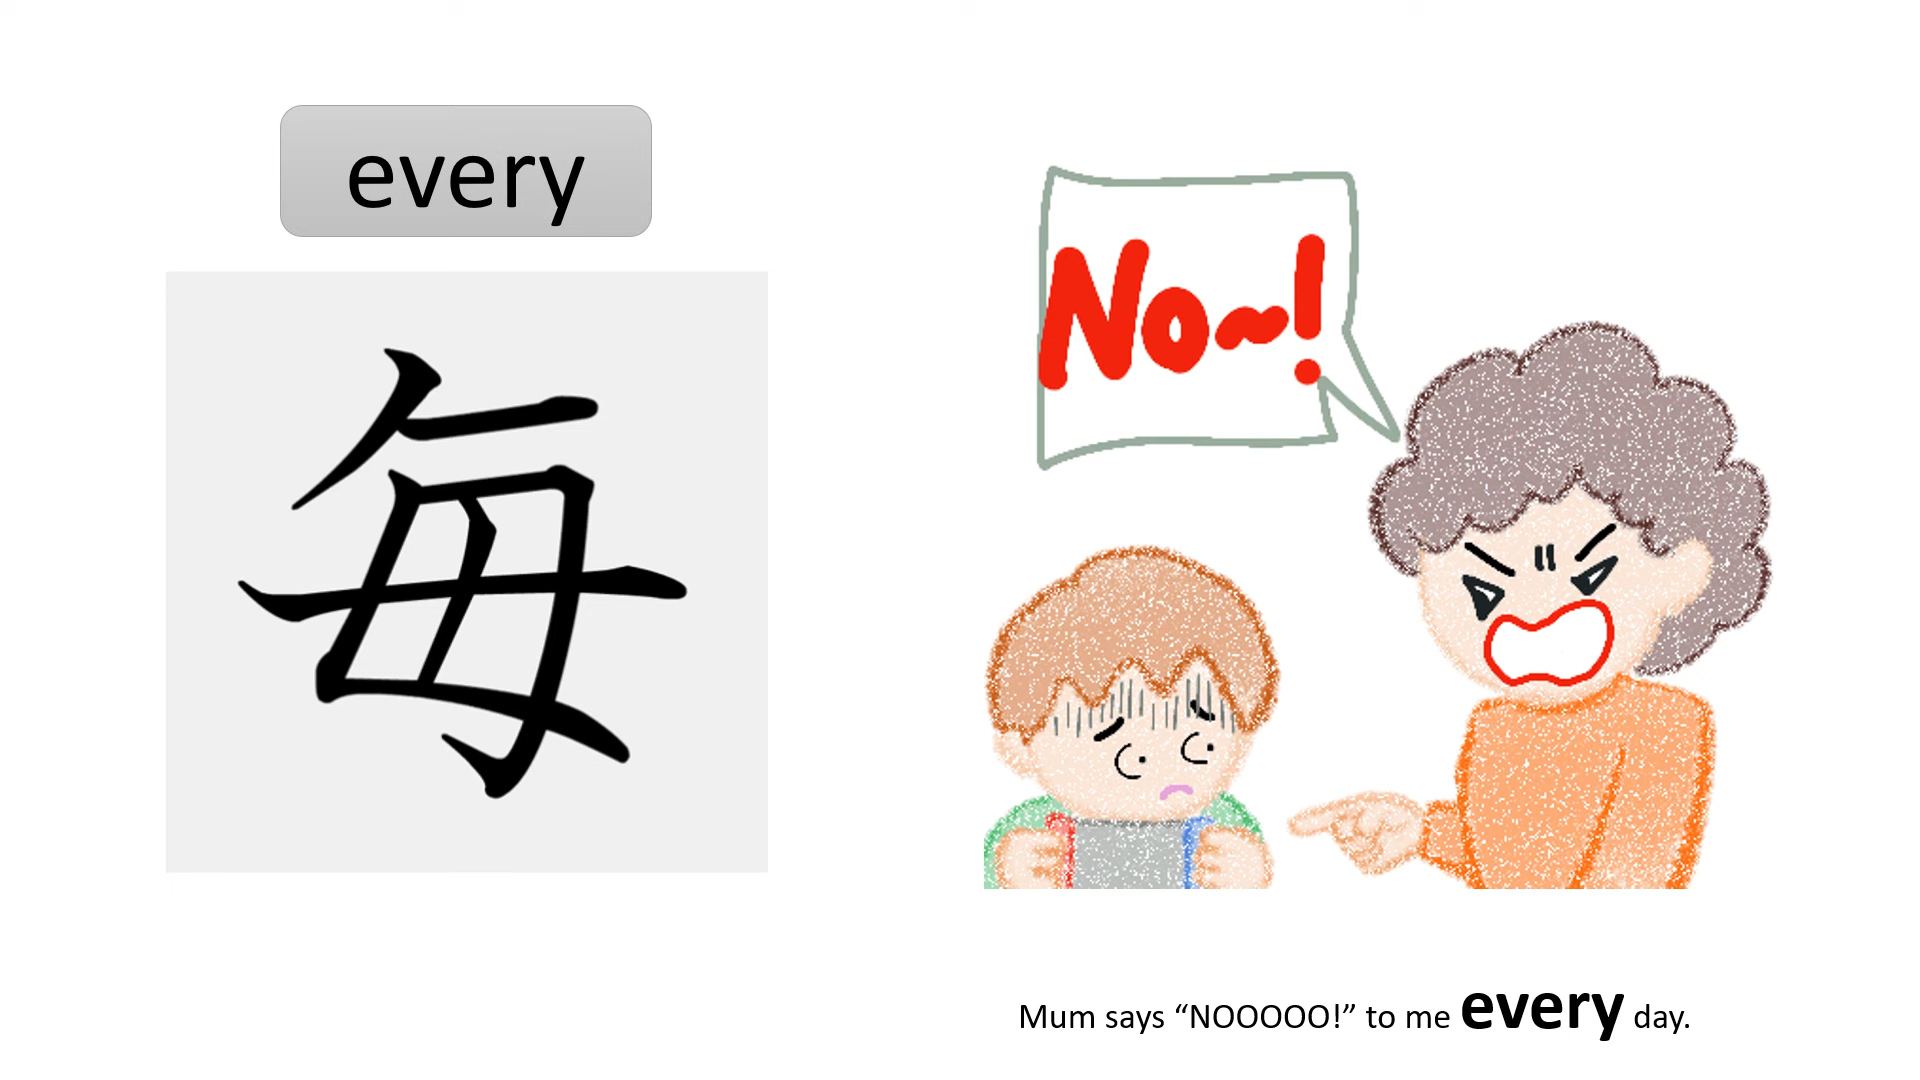 every
毎
No~!
Mum says “NOOOOO!” to me every day.